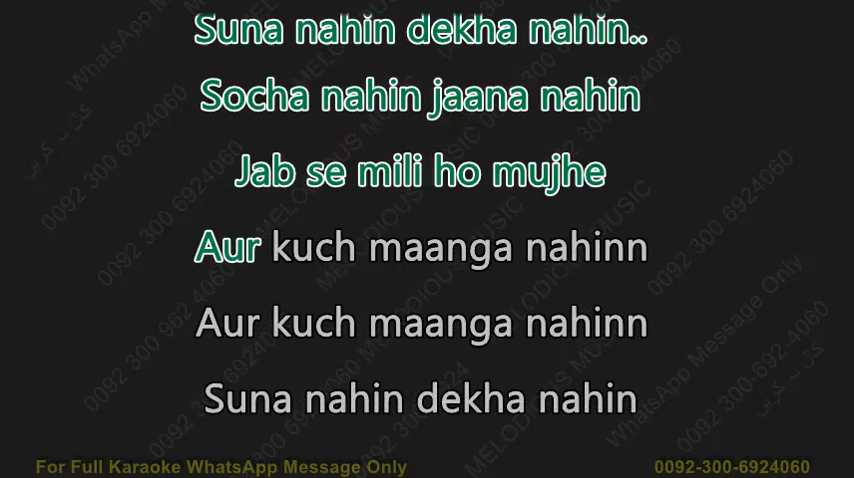 Suna nahin dekha nahin..
Socha nahin jaana nahin
Jab se mili ho mujhe
Aur kuch maanga nahinn
Aur kuch maanga nahinn
Suna nahin dekha nahin
For Full Karaoke WhatsApp Message Only
0092-300-6924060